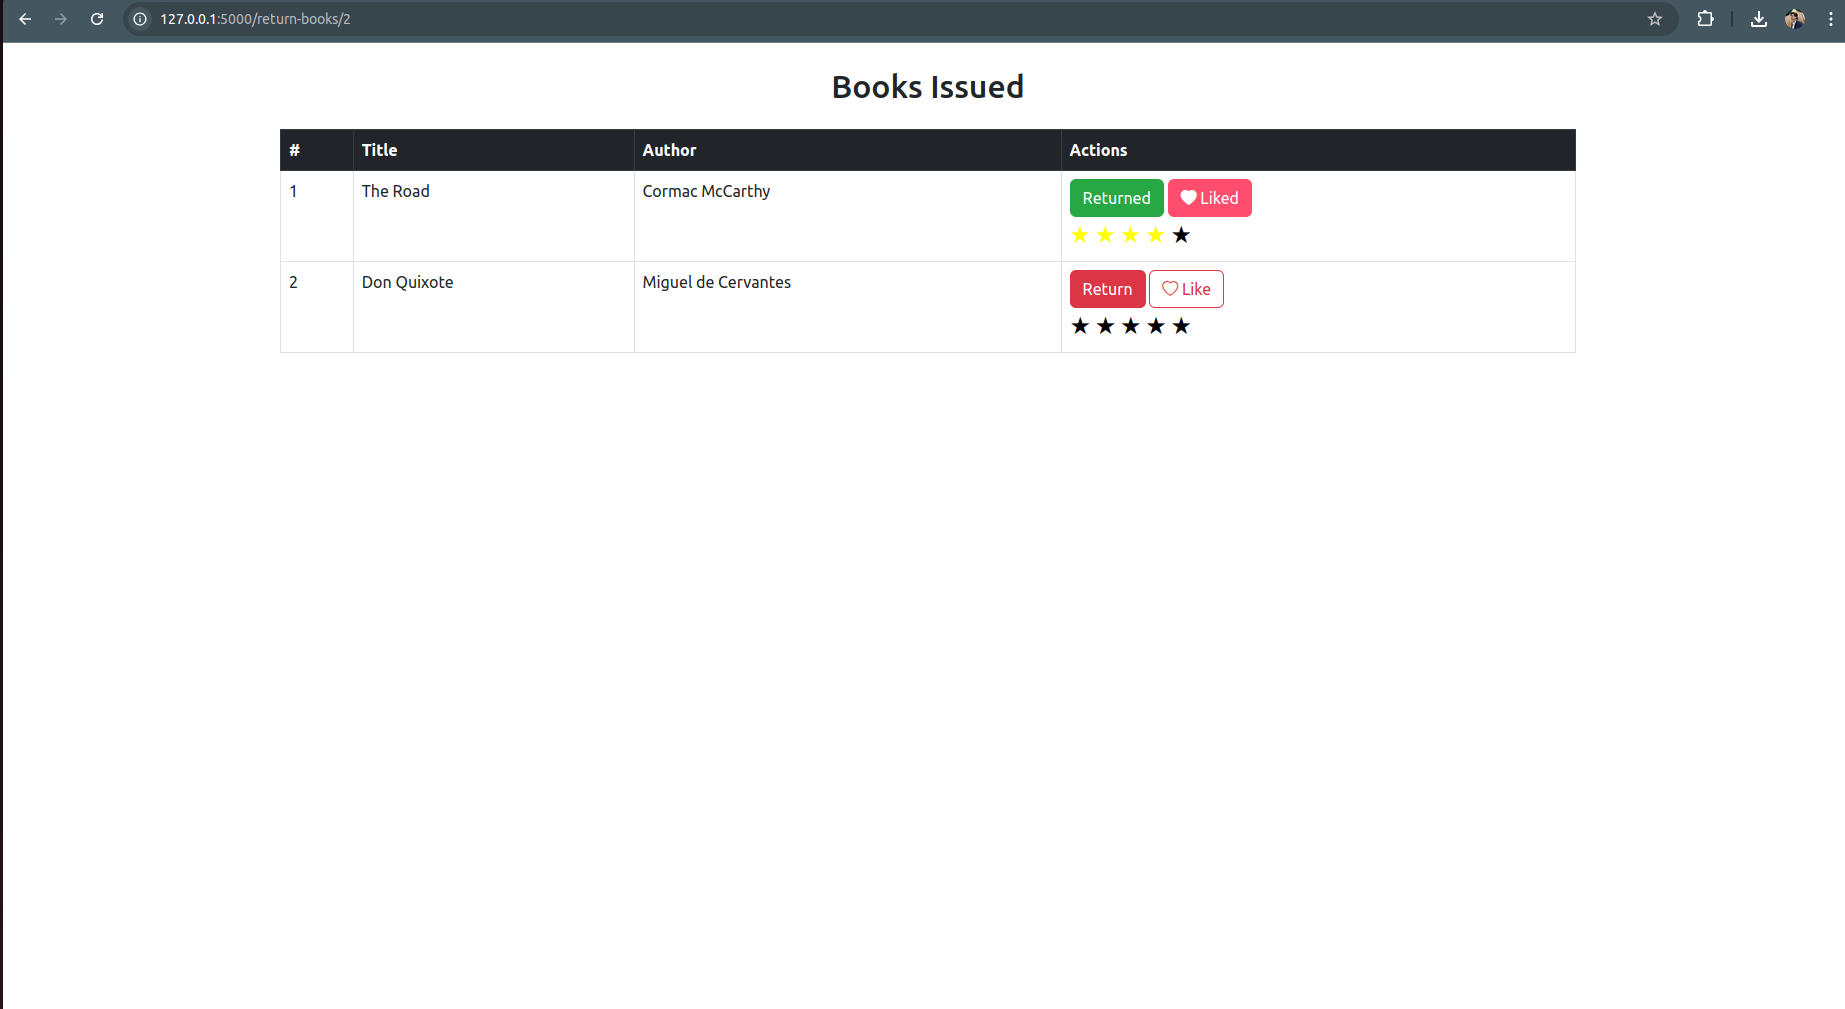 127.0.0.1:5000/return-books/2
Books Issued
# Title Author Actions
1 The Road Cormac McCarthy Returned Liked
2 Don Quixote Miguel de Cervantes Return Like